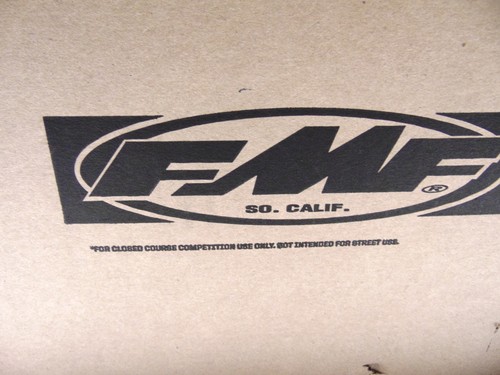 FMF®
SO. CALIF.
*FOR CLOSED COURSE COMPETITION USE ONLY. NOT INTENDED FOR STREET USE.